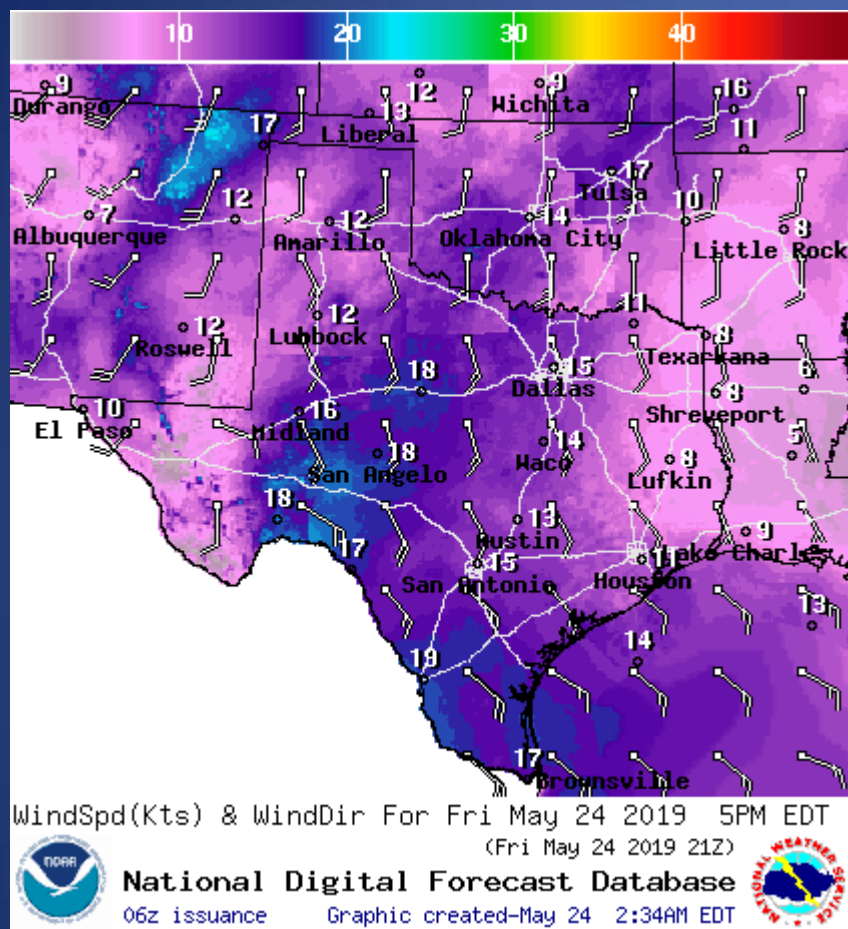 10 20 30 40
9 12 9 16
Durango 13 Wichita
17 Liberal 11
17
Tulsa
7 12 12 14 10 8
Albuquerque Amarillo Oklahoma City Little Rock
12 12 11 8
Roswell Lubbock Texarkana
18 15 6
Dallas 8
10 16 Shreveport
El Paso Midland 14 5
18 Waco 8
San Angelo Lufkin
18 13 9
Austin Lake Charles
17 15 11
San Antonio Houston
13
14
19
17
Brownsville
WindSpd(Kts) & WindDir For Fri May 24 2019 5PM EDT
(Fri May 24 2019 21Z)
NOAA
National Digital Forecast Database
06z issuance Graphic created-May 24 2:34AM EDT
NATIONAL WEATHER SERVICE